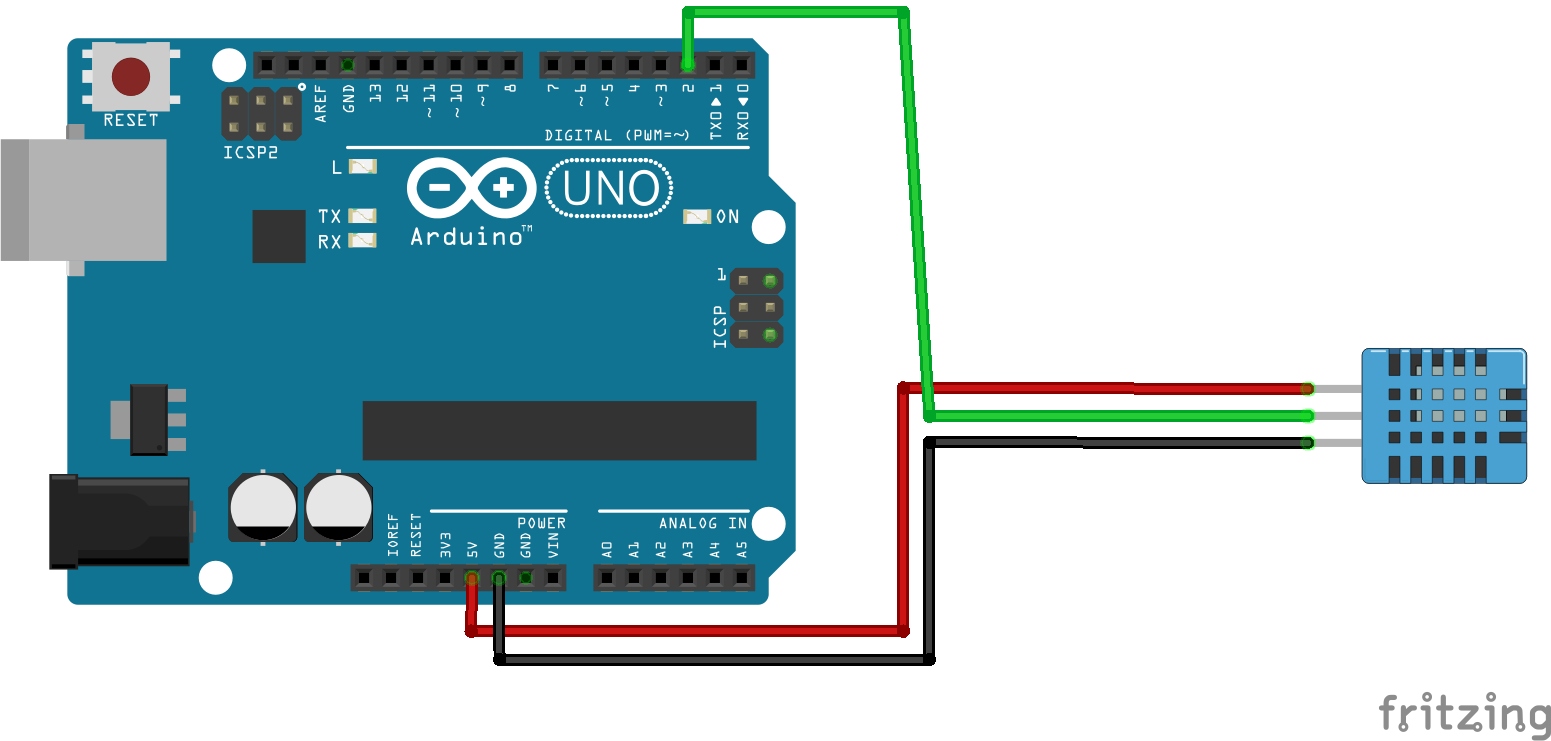 RESET
ICSP2
AREF
GND
13
12
~11
~10
~9
8
7
~6
~5
4
~3
2
TX0▶1
RX0◀0
DIGITAL (PWM=~)
L
TX
RX
UNO
Arduino™
ON
1
ICSP
IOREF
RESET
3V3
5V
GND
GND
VIN
POWER
ANALOG IN
A0
A1
A2
A3
A4
A5
fritzing